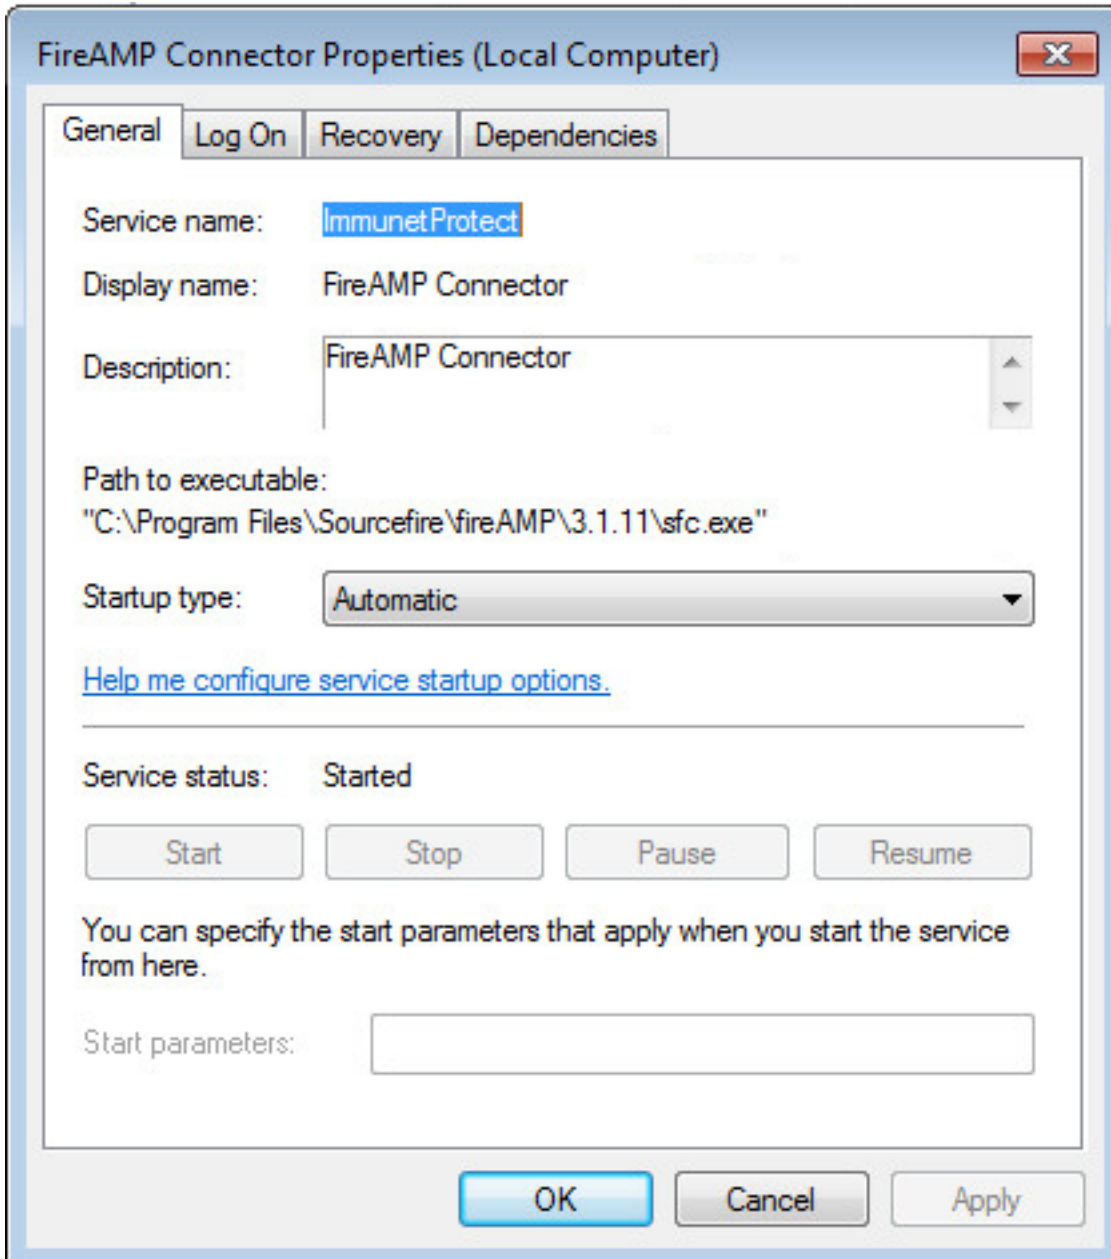 FireAMP Connector Properties (Local Computer)
General Log On Recovery Dependencies
Service name: ImmunetProtect
Display name: FireAMP Connector
Description: FireAMP Connector
Path to executable:
"C:\Program Files\Sourcefire\fireAMP\3.1.11\sfc.exe"
Startup type: Automatic
Help me configure service startup options.
Service status: Started
Start Stop Pause Resume
You can specify the start parameters that apply when you start the service
from here.
Start parameters:
OK Cancel Apply